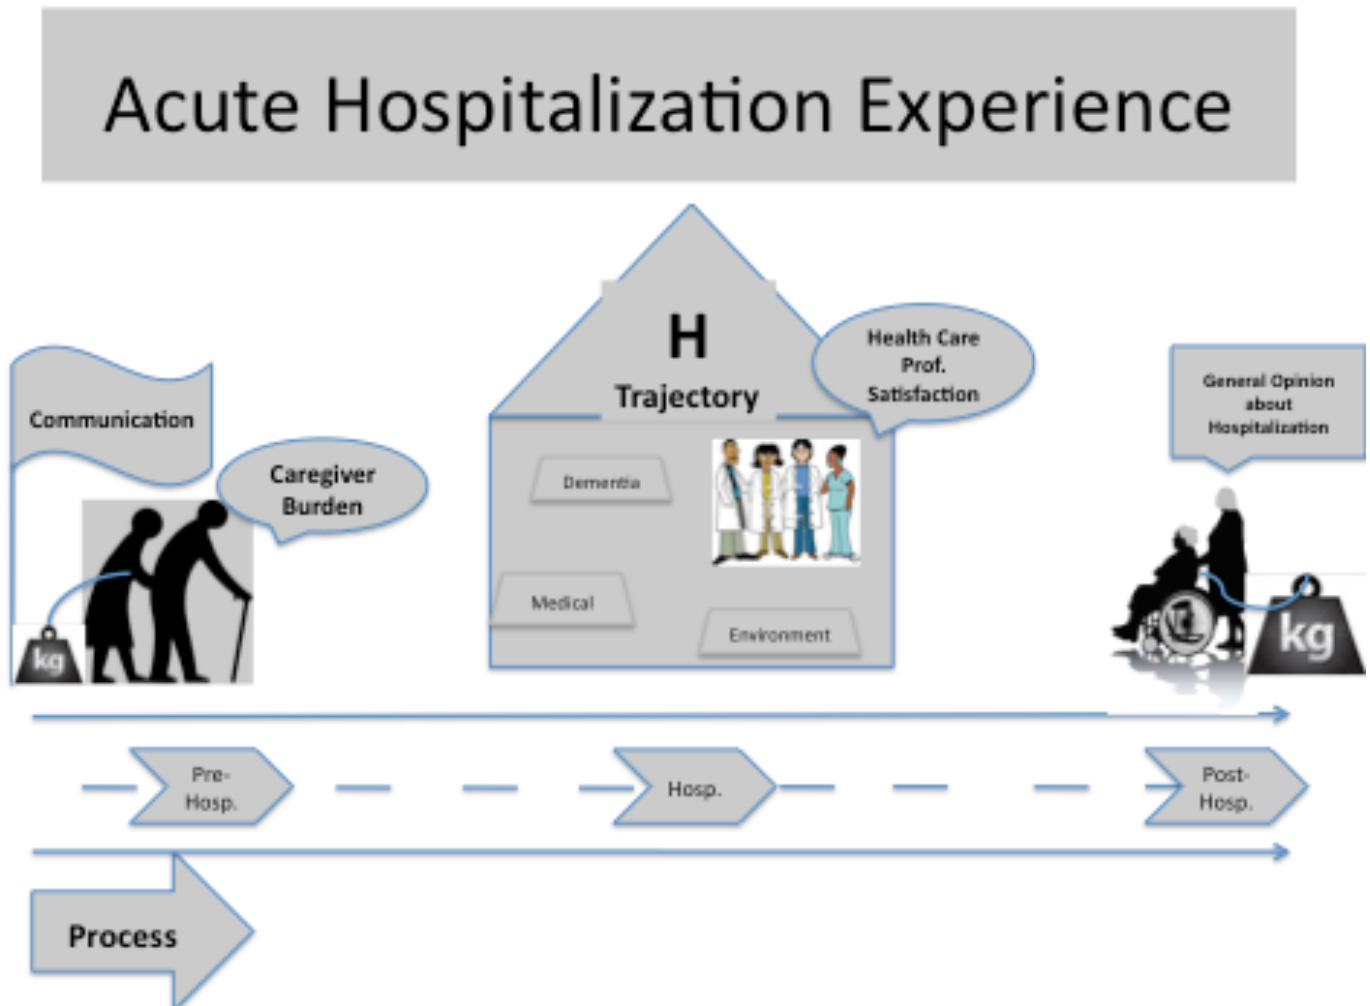 Acute Hospitalization Experience
H
Trajectory
Health Care
Prof.
Satisfaction
General Opinion
about
Hospitalization
Communication
Caregiver
Burden
Dementia
Medical
Environment
kg
kg
Pre-
Hosp.
Hosp.
Post-
Hosp.
Process